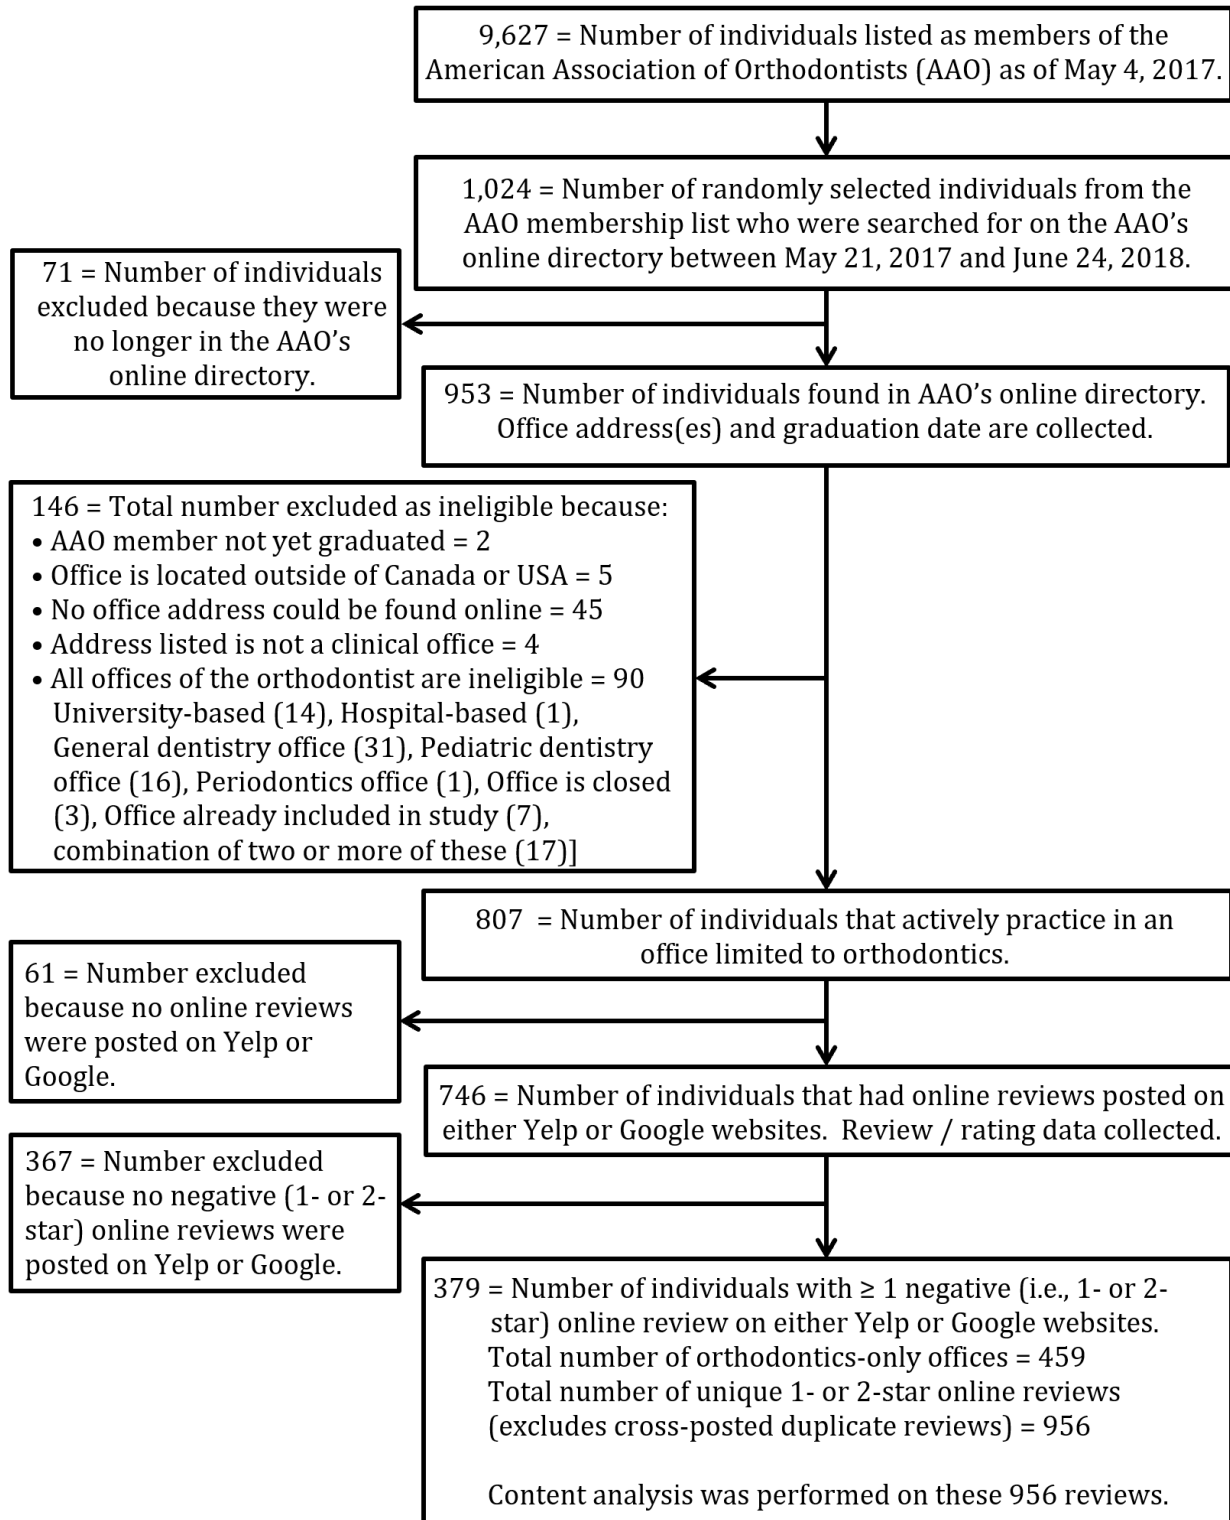 9,627 = Number of individuals listed as members of the
American Association of Orthodontists (AAO) as of May 4, 2017.
1,024 = Number of randomly selected individuals from the
AAO membership list who were searched for on the AAO’s
online directory between May 21, 2017 and June 24, 2018.
71 = Number of individuals
excluded because they were
no longer in the AAO’s
online directory.
953 = Number of individuals found in AAO’s online directory.
Office address(es) and graduation date are collected.
146 = Total number excluded as ineligible because:
• AAO member not yet graduated = 2
• Office is located outside of Canada or USA = 5
• No office address could be found online = 45
• Address listed is not a clinical office = 4
• All offices of the orthodontist are ineligible = 90
University-based (14), Hospital-based (1),
General dentistry office (31), Pediatric dentistry
office (16), Periodontics office (1), Office is closed
(3), Office already included in study (7),
combination of two or more of these (17)]
807 = Number of individuals that actively practice in an
office limited to orthodontics.
61 = Number excluded
because no online reviews
were posted on Yelp or
Google.
746 = Number of individuals that had online reviews posted on
either Yelp or Google websites. Review / rating data collected.
367 = Number excluded
because no negative (1- or 2-
star) online reviews were
posted on Yelp or Google.
379 = Number of individuals with ≥ 1 negative (i.e., 1- or 2-
star) online review on either Yelp or Google websites.
Total number of orthodontics-only offices = 459
Total number of unique 1- or 2-star online reviews
(excludes cross-posted duplicate reviews) = 956
Content analysis was performed on these 956 reviews.